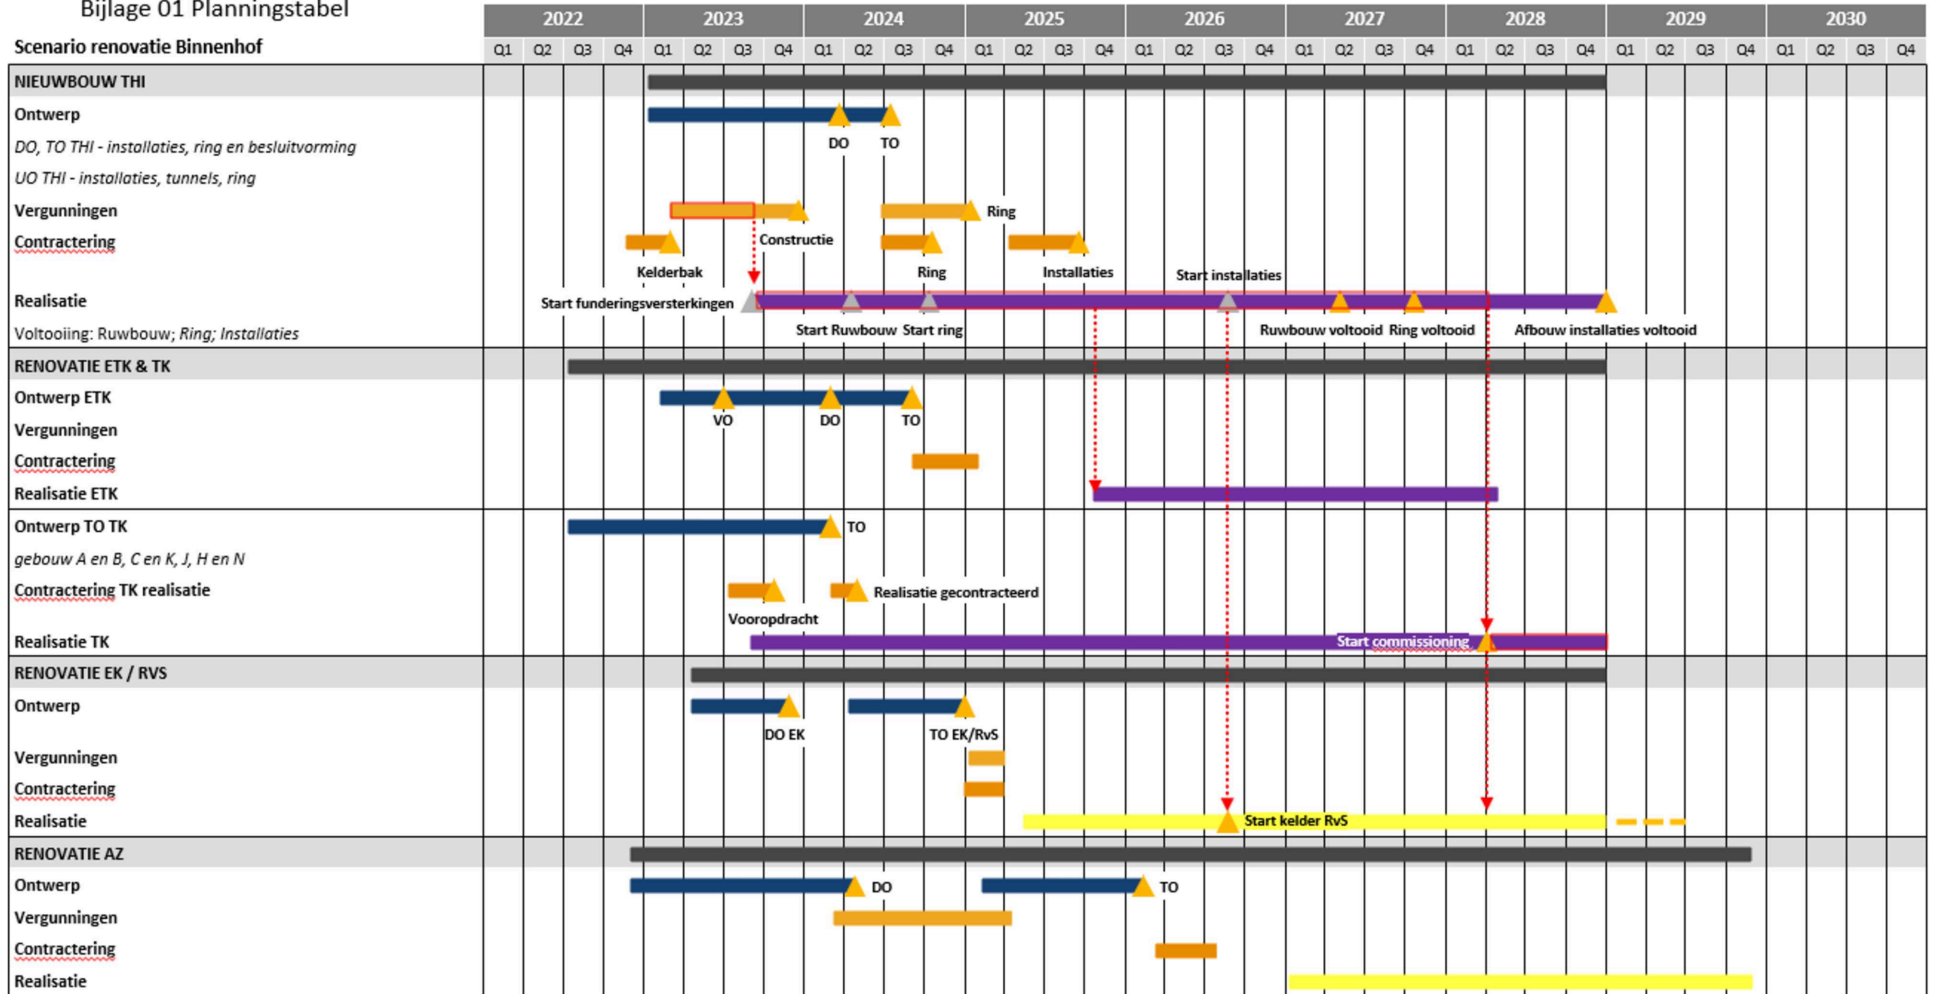 Bijlage 01 Planningstabel
2022 2023 2024 2025 2026 2027 2028 2029 2030
Scenario renovatie Binnenhof Q1 Q2 Q3 Q4 Q1 Q2 Q3 Q4 Q1 Q2 Q3 Q4 Q1 Q2 Q3 Q4 Q1 Q2 Q3 Q4 Q1 Q2 Q3 Q4 Q1 Q2 Q3 Q4 Q1 Q2 Q3 Q4 Q1 Q2 Q3 Q4
NIEUWBOUW THI
Ontwerp
DO, TO THI - installaties, ring en besluitvorming DO TO
UO THI - installaties, tunnels, ring
Vergunningen Ring
Contractering Constructie
Kelderbak Ring Installaties Start installaties
Realisatie Start funderingsversterkingen
Voltooiing: Ruwbouw; Ring; Installaties Start Ruwbouw Start ring Ruwbouw voltooid Ring voltooid Afbouw installaties voltooid
RENOVATIE ETK & TK
Ontwerp ETK
VO DO TO
Vergunningen
Contractering
Realisatie ETK
Ontwerp TO TK TO
gebouw A en B, C en K, J, H en N
Contractering TK realisatie Realisatie gecontracteerd
Vooropdracht
Realisatie TK Start commissioning
RENOVATIE EK / RVS
Ontwerp
DO EK TO EK/RvS
Vergunningen
Contractering
Realisatie Start kelder RvS
RENOVATIE AZ
Ontwerp DO TO
Vergunningen
Contractering
Realisatie